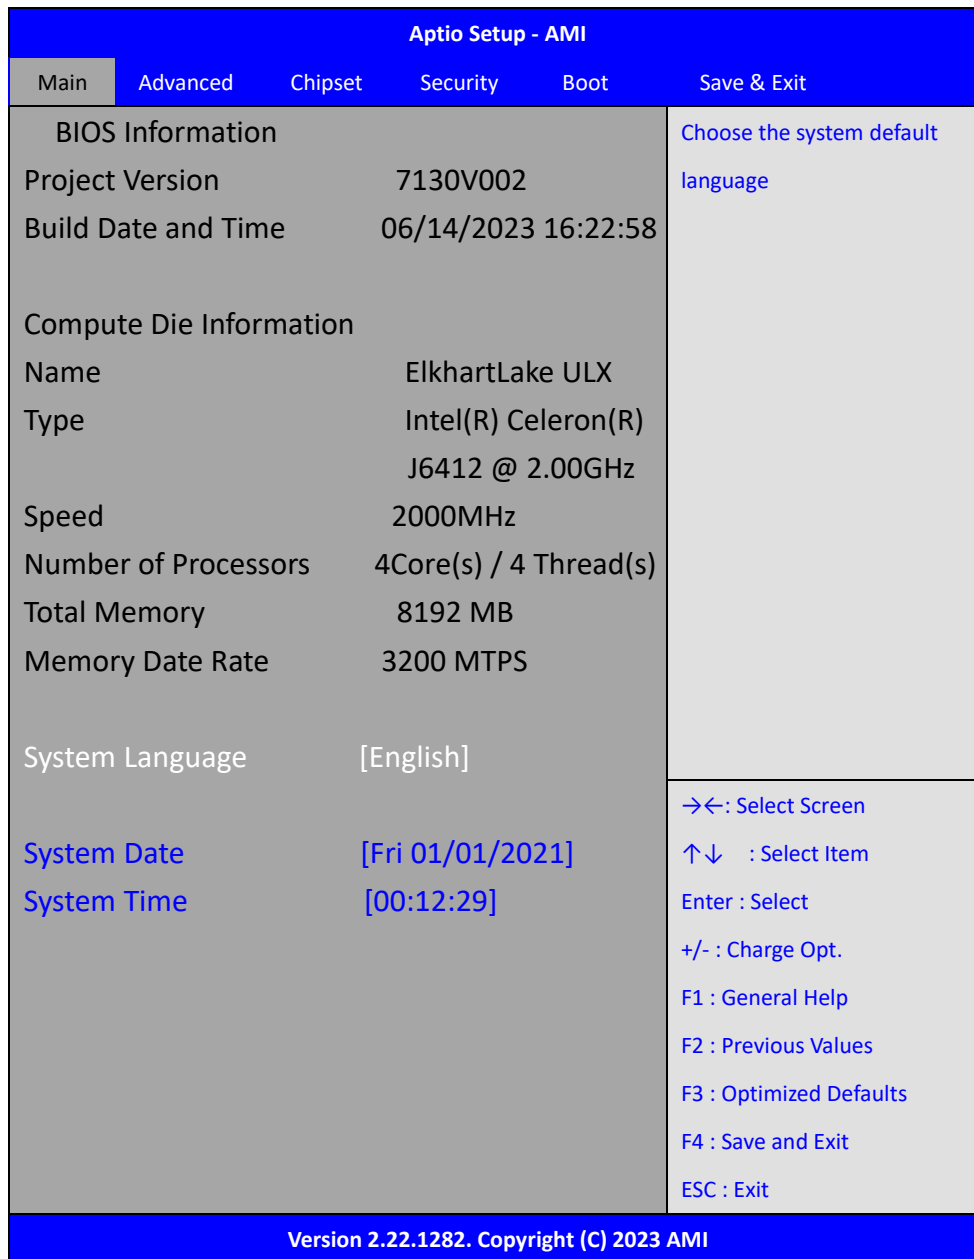 Aptio Setup - AMI
Main Advanced Chipset Security Boot Save & Exit
BIOS Information
Project Version 7130V002
Build Date and Time 06/14/2023 16:22:58
Compute Die Information
Name ElkhartLake ULX
Type Intel(R) Celeron(R)
J6412 @ 2.00GHz
Speed 2000MHz
Number of Processors 4Core(s) / 4 Thread(s)
Total Memory 8192 MB
Memory Date Rate 3200 MTPS
System Language [English]
System Date [Fri 01/01/2021]
System Time [00:12:29]
Choose the system default
language
→←: Select Screen
↑↓ : Select Item
Enter : Select
+/- : Charge Opt.
F1 : General Help
F2 : Previous Values
F3 : Optimized Defaults
F4 : Save and Exit
ESC : Exit
Version 2.22.1282. Copyright (C) 2023 AMI